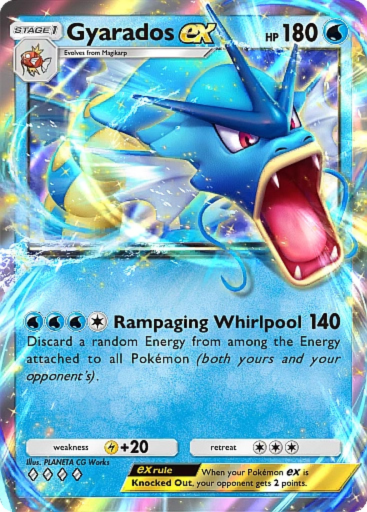 STAGE 1 Gyarados ex HP 180
Evolves from Magikarp
Rampaging Whirlpool 140
Discard a random Energy from among the Energy
attached to all Pokémon (both yours and your
opponent's).
weakness +20 retreat
Illus. PLANETA CG Works
ex rule When your Pokémon ex is
Knocked Out, your opponent gets 2 points.